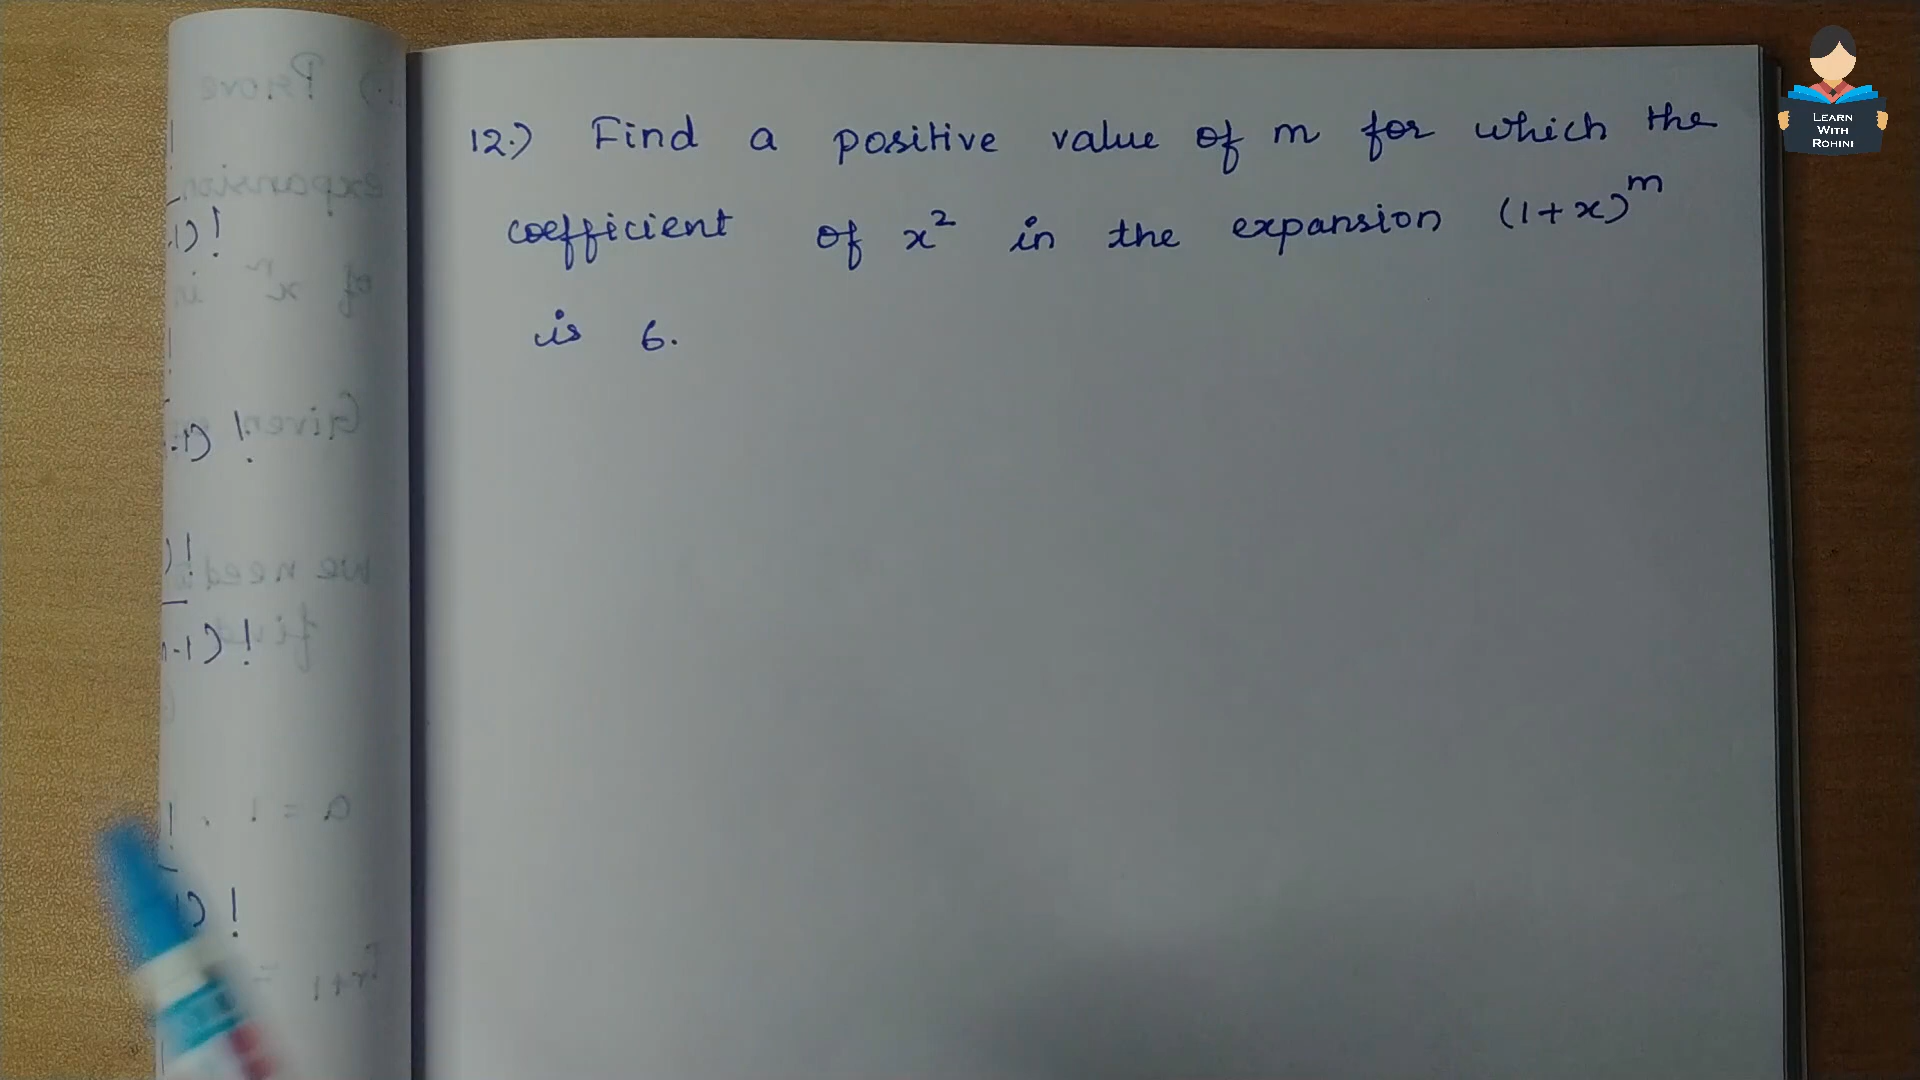 12.) Find a positive value of m for which the
coefficient of x² in the expansion (1+x)ᵐ
is 6.
LEARN
WITH
ROHINI